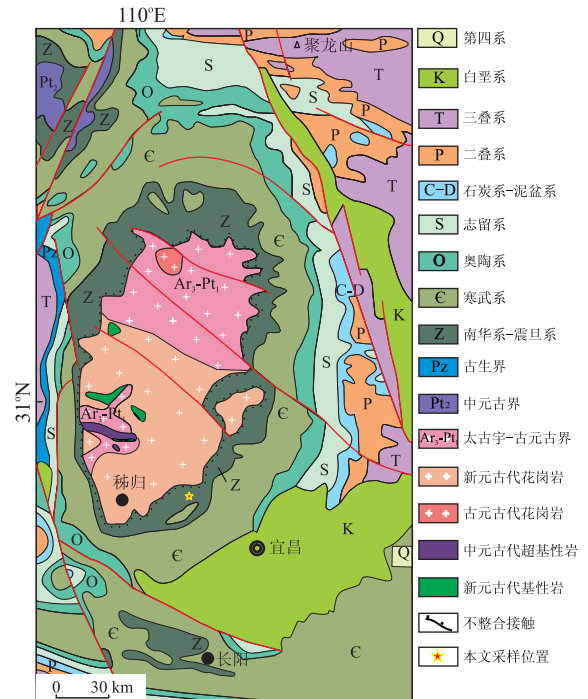 110°E
31°N
聚龙山
秭归
宜昌
长阳
Z
Pt₂
Z
Z
O
S
P
P
T
S
P
P
T
Є
S
Є
Z
Pz
O
T
Z
Ar₃-Pt₁
C-D
K
P
Є
P
Ar₃-Pt₁
S
Z
S
T
K
Q
O
O
Є
Є
Z
Є
P
0 30 km
Q 第四系
K 白垩系
T 三叠系
P 二叠系
C-D 石炭系-泥盆系
S 志留系
O 奥陶系
Є 寒武系
Z 南华系-震旦系
Pz 古生界
Pt₂ 中元古界
Ar₃-Pt₁ 太古宇-古元古界
新元古代花岗岩
古元古代花岗岩
中元古代超基性岩
新元古代基性岩
不整合接触
本文采样位置